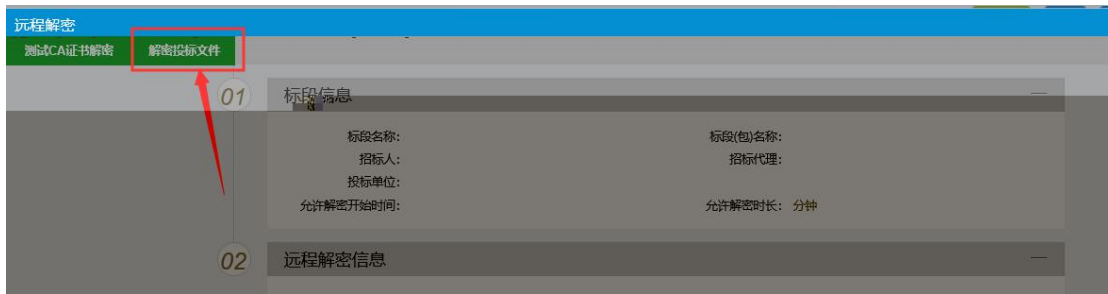 远程解密
测试CA证书解密 解密投标文件
01 标段信息
标段名称: 标段(包)名称:
招标人: 招标代理:
投标单位:
允许解密开始时间: 允许解密时长: 分钟
02 远程解密信息